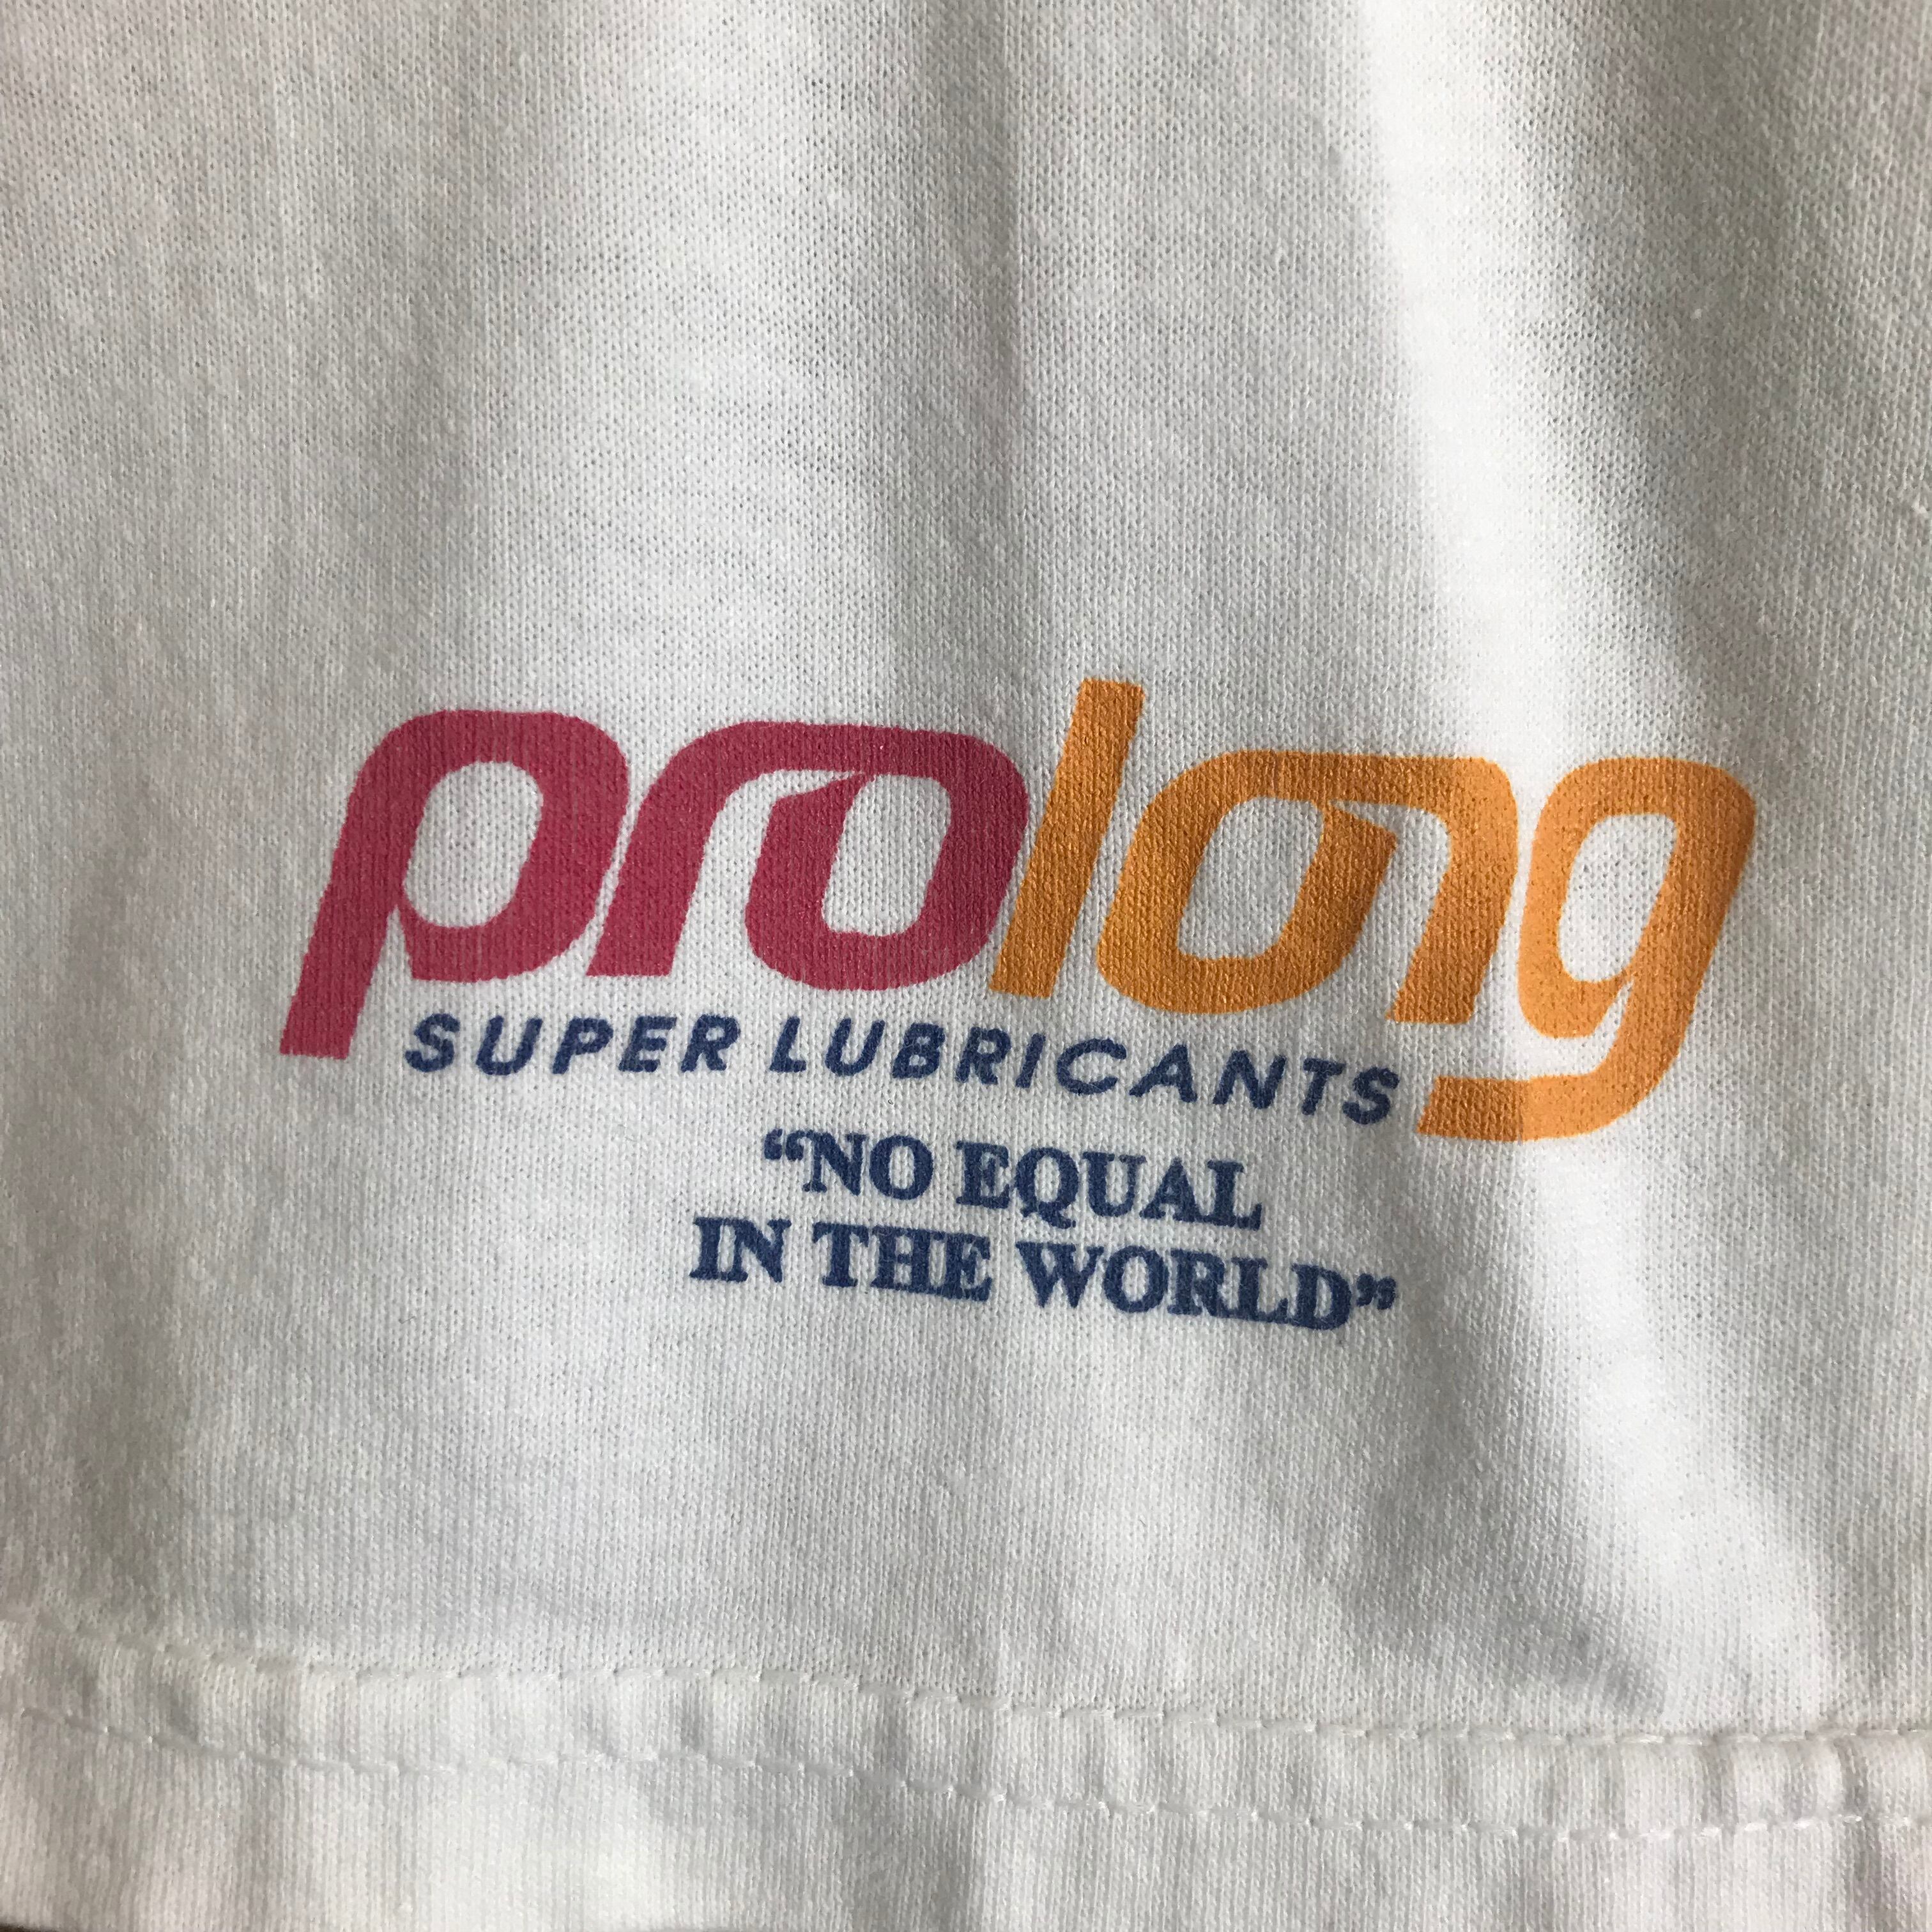 prolong
SUPER LUBRICANTS
“NO EQUAL
IN THE WORLD”